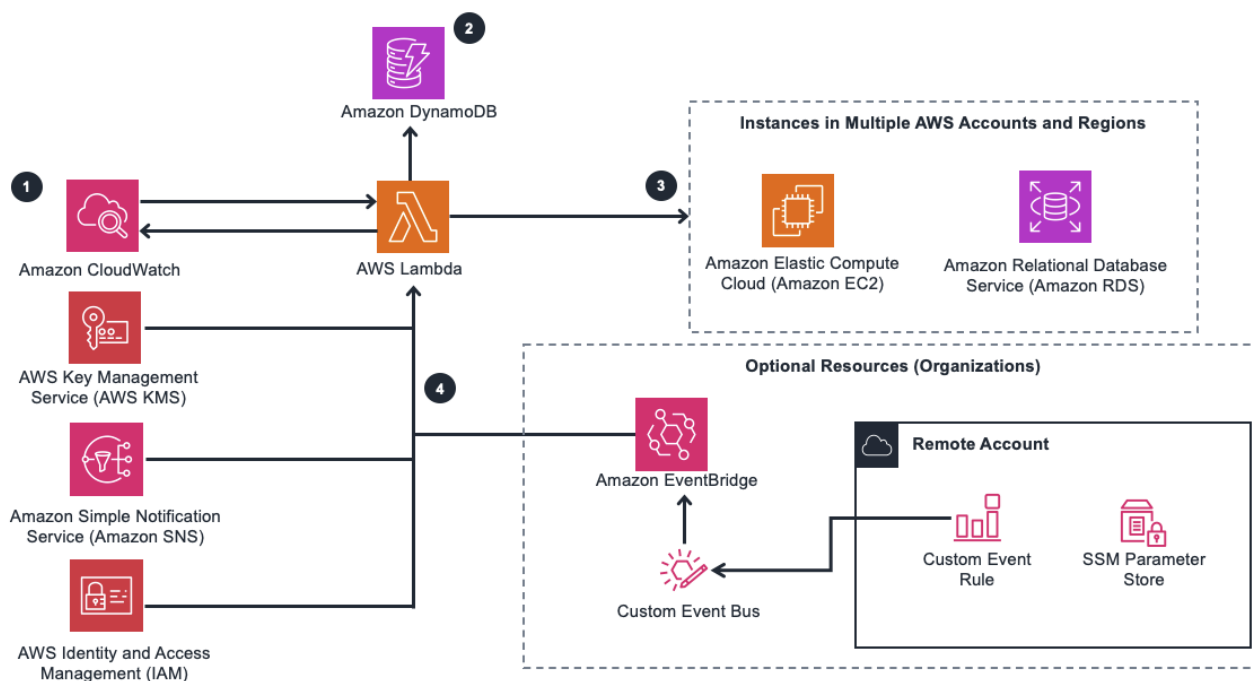 2
Amazon DynamoDB
Instances in Multiple AWS Accounts and Regions
1
3
Amazon CloudWatch
AWS Lambda
Amazon Elastic Compute
Cloud (Amazon EC2)
Amazon Relational Database
Service (Amazon RDS)
AWS Key Management
Service (AWS KMS)
4
Optional Resources (Organizations)
Remote Account
Amazon EventBridge
Amazon Simple Notification
Service (Amazon SNS)
Custom Event
Rule
SSM Parameter
Store
Custom Event Bus
AWS Identity and Access
Management (IAM)